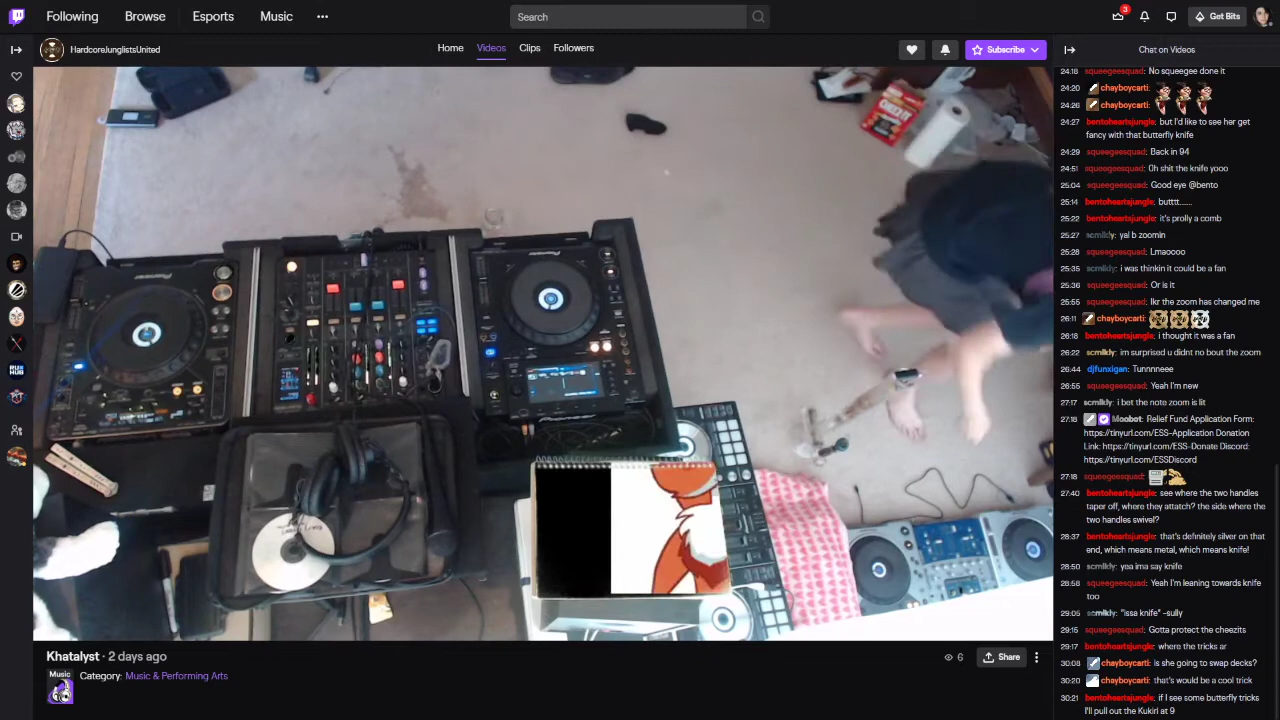 Following Browse Esports Music ••• Search 3 Get Bits
HardcoreJunglistsUnited Home Videos Clips Followers Subscribe Chat on Videos
24:18 squeegeesquad: No squeegee done it
24:20 chayboycarti:
24:26 chayboycarti:
24:27 bentoheartsjungle: but I'd like to see her get
fancy with that butterfly knife
24:29 squeegeesquad: Back in 94
24:51 squeegeesquad: Oh shit the knife yooo
25:04 squeegeesquad: Good eye @bento
25:14 bentoheartsjungle: butttt......
25:22 bentoheartsjungle: it's prolly a comb
25:27 scmilkly: yal b zoomin
25:28 squeegeesquad: Lmaoooo
25:35 scmilkly: i was thinkin it could be a fan
25:36 squeegeesquad: Or is it
25:55 squeegeesquad: Ikr the zoom has changed me
26:11 chayboycarti:
26:18 bentoheartsjungle: i thought it was a fan
26:22 scmilkly: im surprised u didnt no bout the zoom
26:44 djfunxigan: Tunnnneee
26:55 squeegeesquad: Yeah I'm new
27:17 scmilkly: i bet the note zoom is lit
27:18 Moobot: Relief Fund Application Form:
https://tinyurl.com/ESS-Application Donation
Link: https://tinyurl.com/ESS-Donate Discord:
https://tinyurl.com/ESSDiscord
27:18 squeegeesquad:
27:40 bentoheartsjungle: see where the two handles
taper off, where they attatch? the side where the
two handles swivel?
28:37 bentoheartsjungle: that's definitely silver on that
end, which means metal, which means knife!
28:50 scmilkly: yea ima say knife
28:58 squeegeesquad: Yeah I'm leaning towards knife
too
29:05 scmilkly: "issa knife" -sully
29:15 squeegeesquad: Gotta protect the cheezits
29:17 bentoheartsjungle: where the tricks ar
30:08 chayboycarti: is she going to swap decks?
30:20 chayboycarti: that's would be a cool trick
30:21 bentoheartsjungle: if I see some butterfly tricks
I'll pull out the Kukiri at 9
Khatalyst • 2 days ago
6 Share
Music
Category: Music & Performing Arts